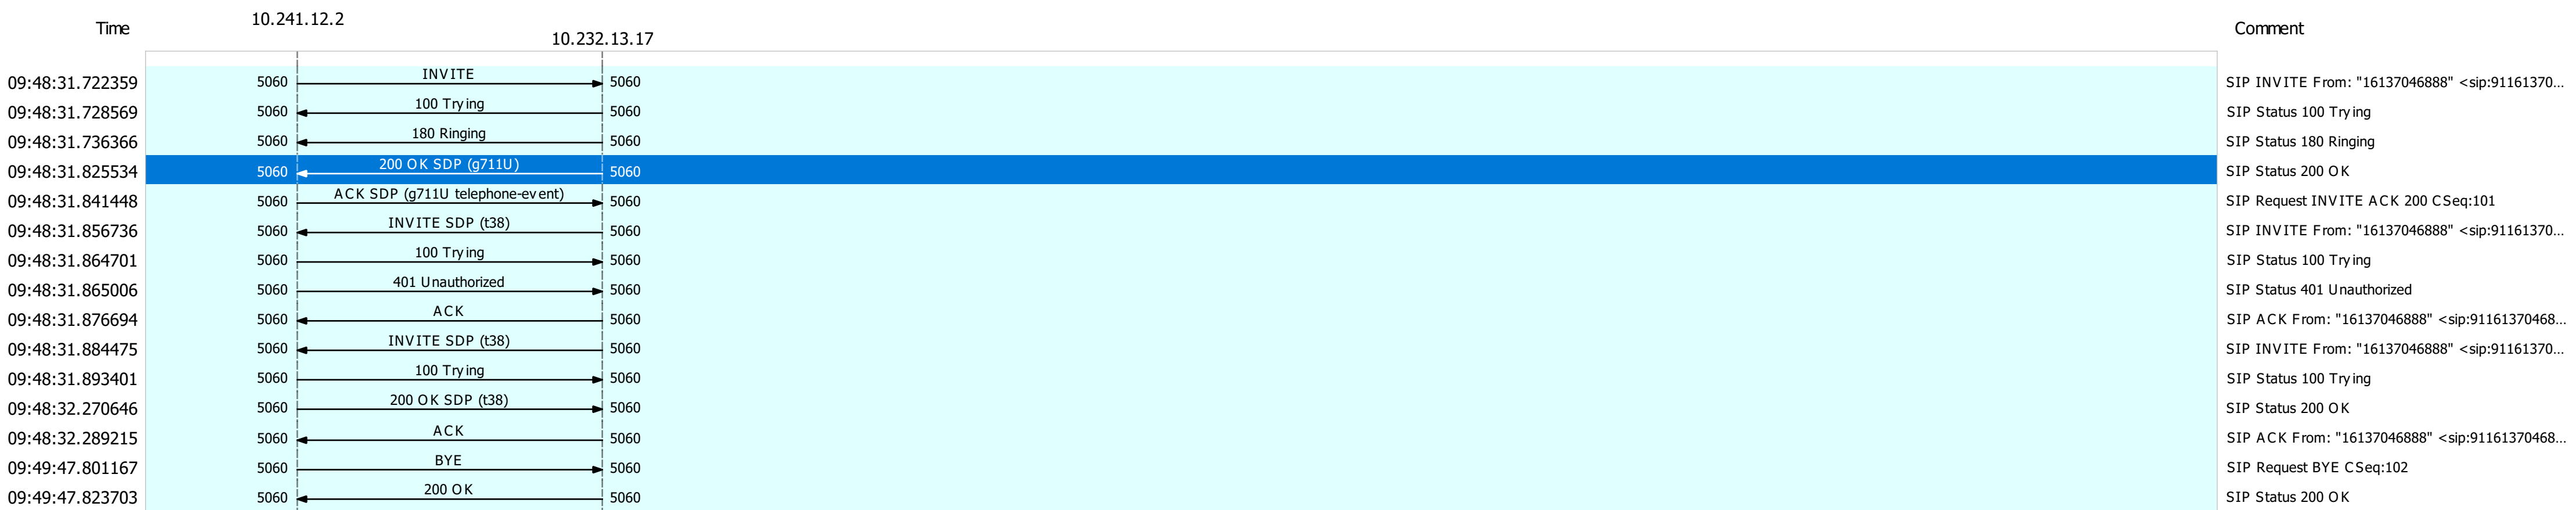 10.241.12.2
Time 10.232.13.17 Comment
09:48:31.722359 5060 INVITE 5060 SIP INVITE From: "16137046888" <sip:91161370...
09:48:31.728569 5060 100 Trying 5060 SIP Status 100 Trying
09:48:31.736366 5060 180 Ringing 5060 SIP Status 180 Ringing
09:48:31.825534 5060 200 OK SDP (g711U) 5060 SIP Status 200 OK
09:48:31.841448 5060 ACK SDP (g711U telephone-event) 5060 SIP Request INVITE ACK 200 CSeq:101
09:48:31.856736 5060 INVITE SDP (t38) 5060 SIP INVITE From: "16137046888" <sip:91161370...
09:48:31.864701 5060 100 Trying 5060 SIP Status 100 Trying
09:48:31.865006 5060 401 Unauthorized 5060 SIP Status 401 Unauthorized
09:48:31.876694 5060 ACK 5060 SIP ACK From: "16137046888" <sip:91161370468...
09:48:31.884475 5060 INVITE SDP (t38) 5060 SIP INVITE From: "16137046888" <sip:91161370...
09:48:31.893401 5060 100 Trying 5060 SIP Status 100 Trying
09:48:32.270646 5060 200 OK SDP (t38) 5060 SIP Status 200 OK
09:48:32.289215 5060 ACK 5060 SIP ACK From: "16137046888" <sip:91161370468...
09:49:47.801167 5060 BYE 5060 SIP Request BYE CSeq:102
09:49:47.823703 5060 200 OK 5060 SIP Status 200 OK